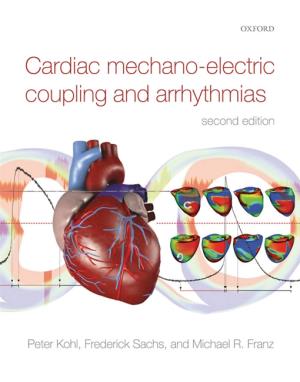 OXFORD
Cardiac mechano-electric
coupling and arrhythmias
second edition
Peter Kohl, Frederick Sachs, and Michael R. Franz